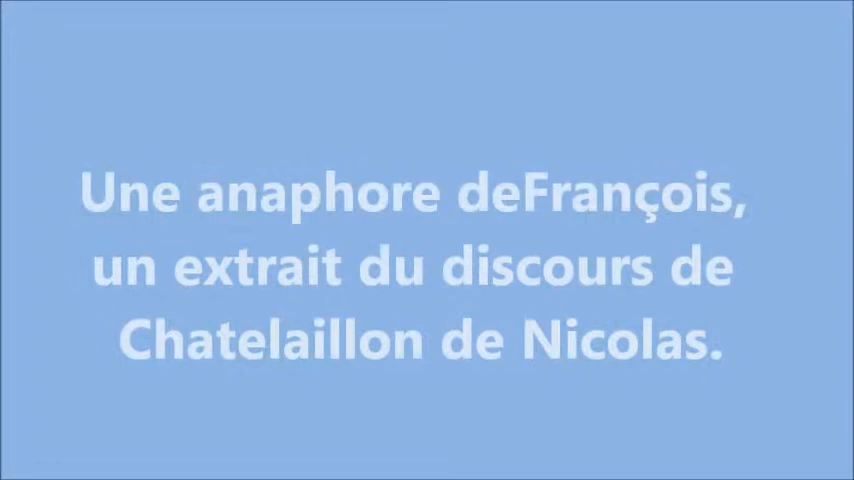 Une anaphore deFrançois,
un extrait du discours de
Chatelaillon de Nicolas.